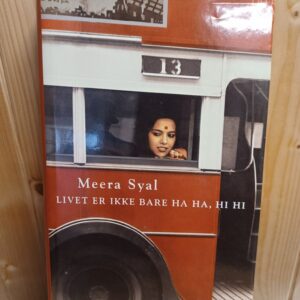 13
Meera Syal
LIVET ER IKKE BARE HA HA, HI HI